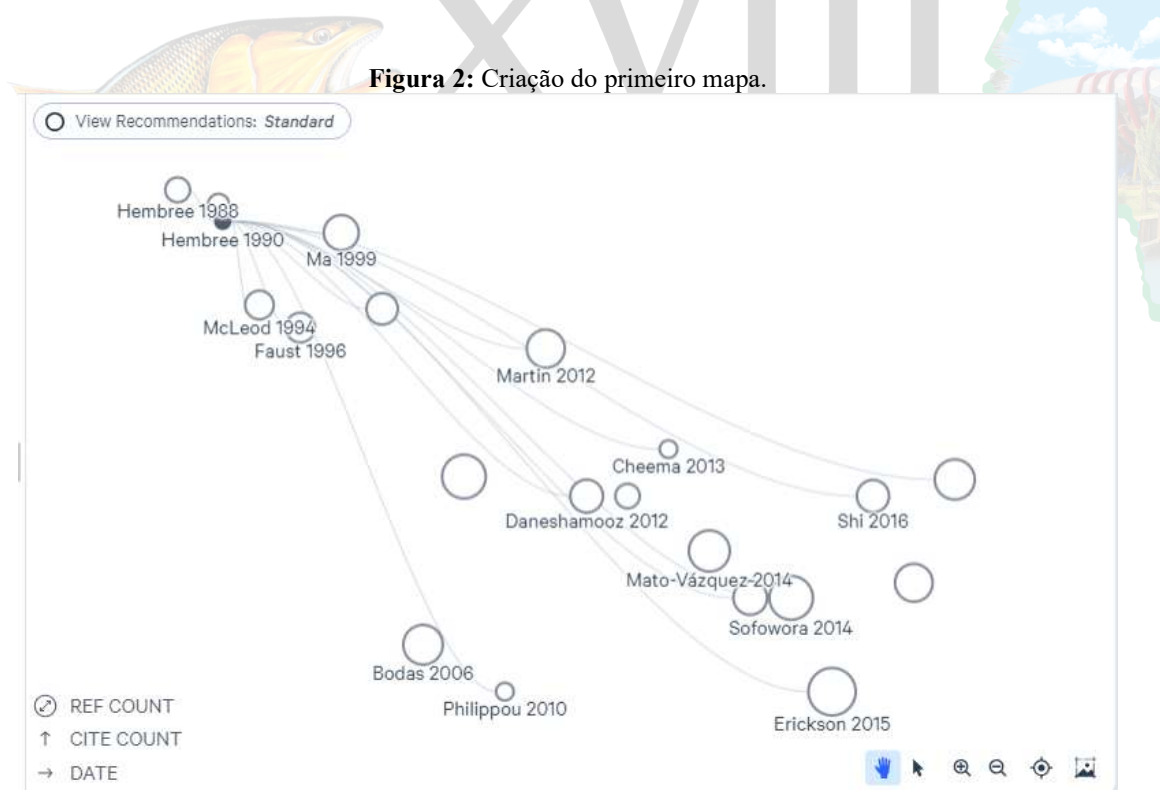 XVIII
Figura 2: Criação do primeiro mapa.
View Recommendations: Standard
Hembree 1988
Hembree 1990
Ma 1999
McLeod 1994
Faust 1996
Martin 2012
Cheema 2013
Daneshamooz 2012
Shi 2016
Mato-Vázquez 2014
Sofowora 2014
Bodas 2006
Philippou 2010
Erickson 2015
REF COUNT
↑ CITE COUNT
→ DATE